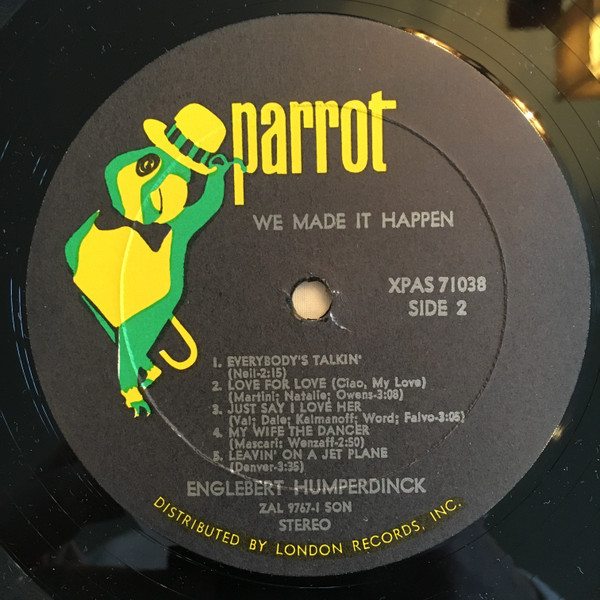 parrot
WE MADE IT HAPPEN
XPAS 71038
SIDE 2
1. EVERYBODY'S TALKIN'
(Neil-2:15)
2. LOVE FOR LOVE (Ciao, My Love)
(Martini; Natalie; Owens-3:08)
3. JUST SAY I LOVE HER
(Val; Dale; Kalmanoff; Word; Falvo-3:05)
4. MY WIFE THE DANCER
(Mascari; Wenzaff-2:50)
5. LEAVIN' ON A JET PLANE
(Denver-3:35)
ENGLEBERT HUMPERDINCK
ZAL 9767-1 SON
STEREO
DISTRIBUTED BY LONDON RECORDS, INC.